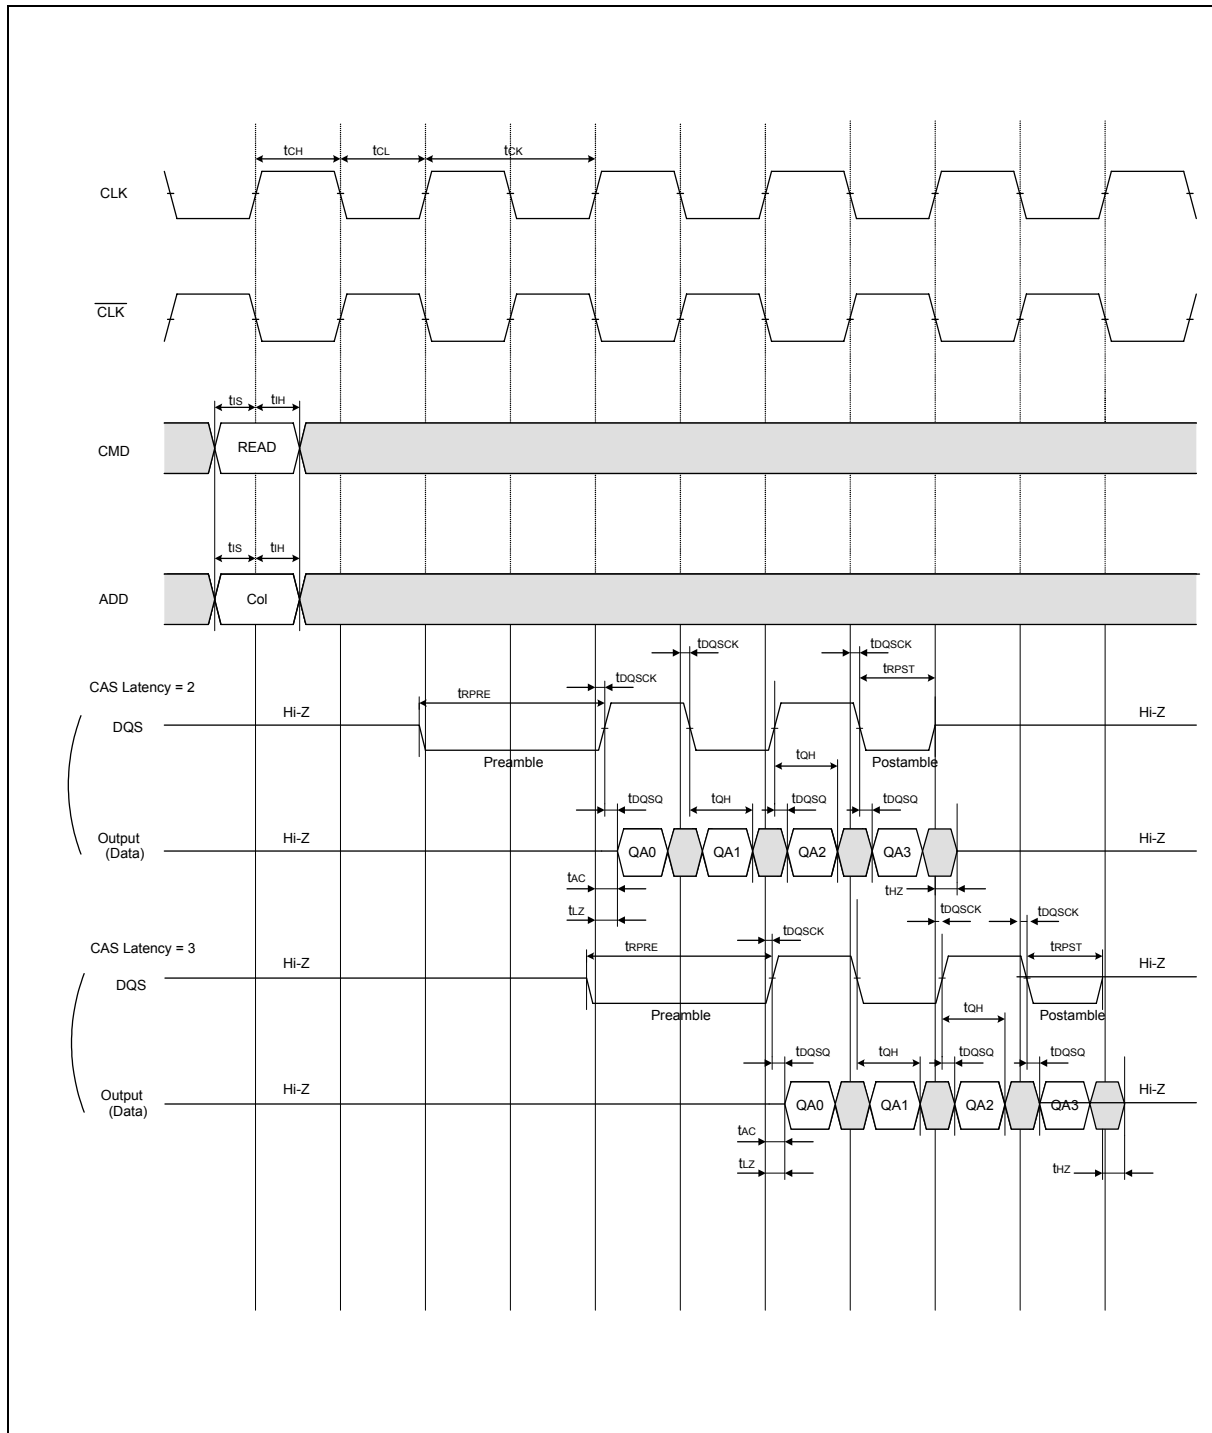 tCH tCL tCK
CLK
CLK
tIS tIH
CMD READ
tIS tIH
ADD Col
tDQSCK tDQSCK
tRPST
CAS Latency = 2 tRPRE tDQSCK
Hi-Z Hi-Z
DQS
Preamble Postamble
tQH
tDQSQ tQH tDQSQ tDQSQ
Output
(Data)
Hi-Z QA0 QA1 QA2 QA3 Hi-Z
tAC tHZ
tLZ
tDQSCK tDQSCK
CAS Latency = 3 tRPRE tDQSCK tRPST
Hi-Z Hi-Z
DQS
Preamble Postamble
tQH
tDQSQ tQH tDQSQ tDQSQ
Output
(Data)
Hi-Z QA0 QA1 QA2 QA3 Hi-Z
tAC
tLZ tHZ